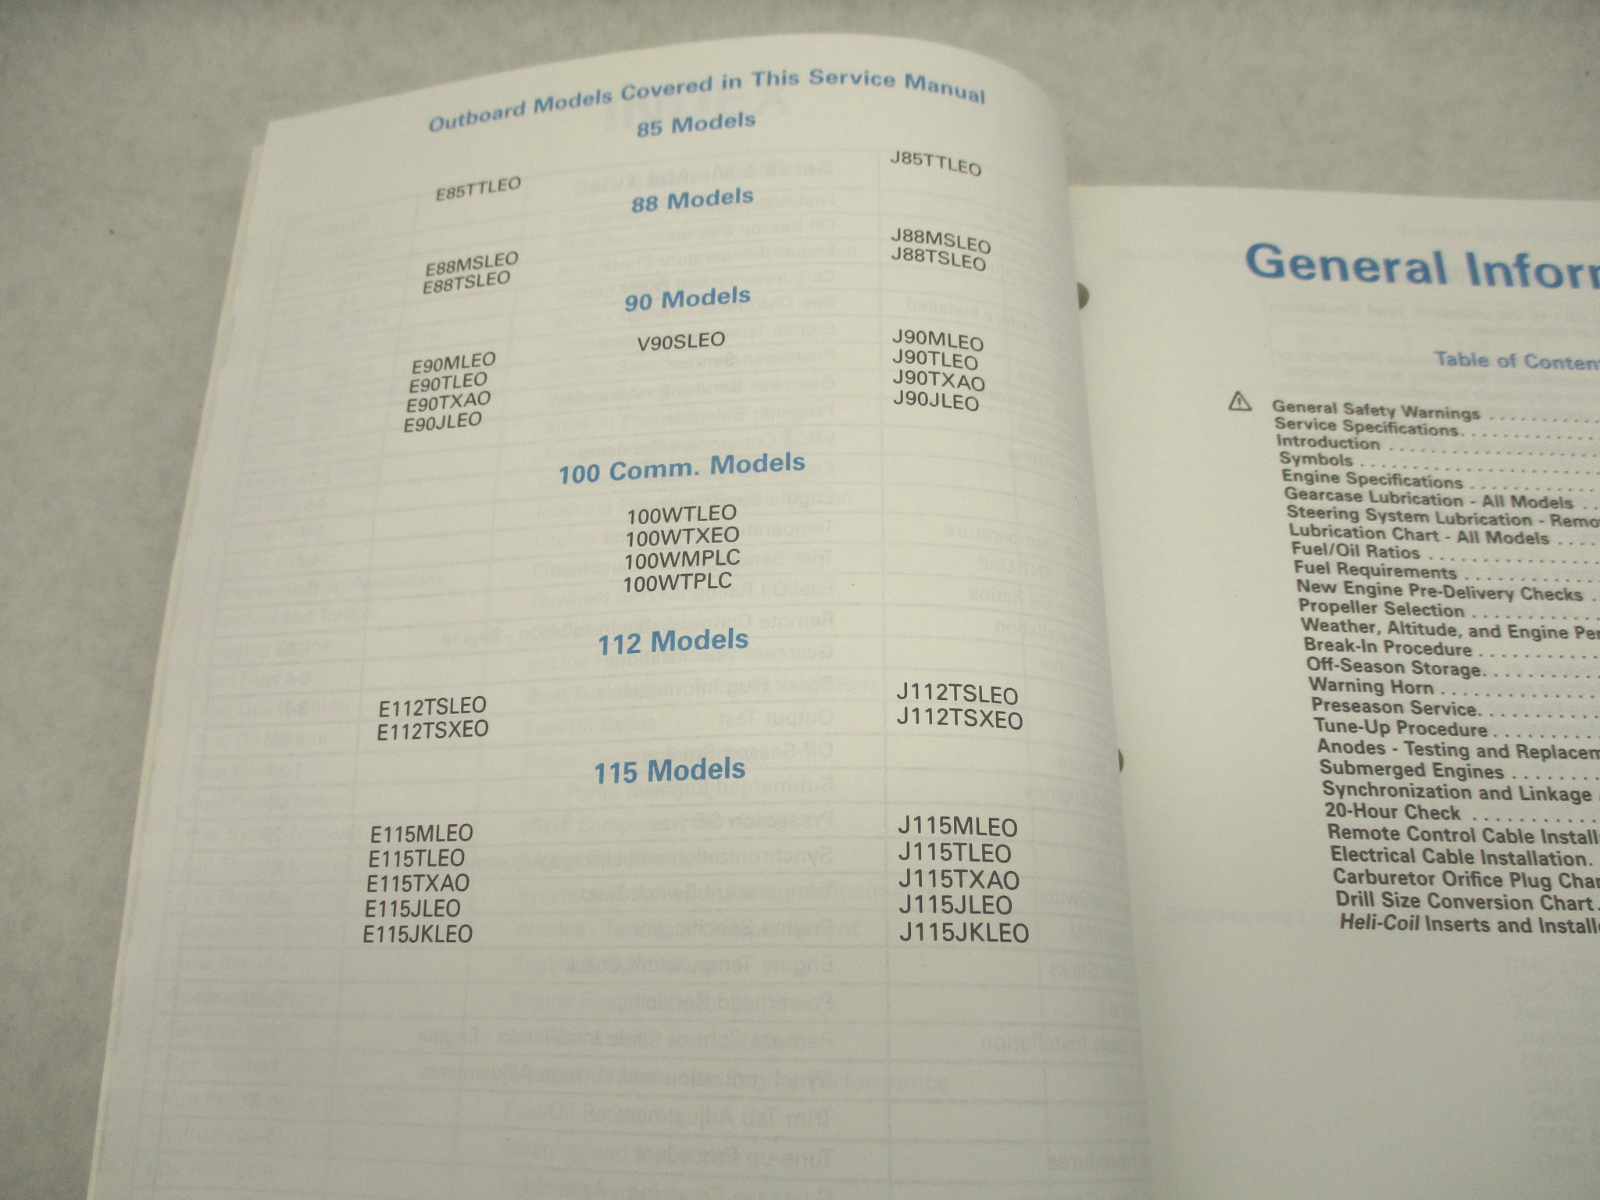 Outboard Models Covered in This Service Manual
85 Models
E85TTLEO J85TTLEO
88 Models
E88MSLEO J88MSLEO
E88TSLEO J88TSLEO
90 Models
V90SLEO
E90MLEO J90MLEO
E90TLEO J90TLEO
E90TXAO J90TXAO
E90JLEO J90JLEO
100 Comm. Models
100WTLEO
100WTXEO
100WMPLC
100WTPLC
112 Models
E112TSLEO J112TSLEO
E112TSXEO J112TSXEO
115 Models
E115MLEO J115MLEO
E115TLEO J115TLEO
E115TXAO J115TXAO
E115JLEO J115JLEO
E115JKLEO J115JKLEO
General Inform
Table of Conten
General Safety Warnings . . . . . . . . . . .
Service Specifications. . . . . . . . . . . . .
Introduction . . . . . . . . . . . . . . . . . . . .
Symbols . . . . . . . . . . . . . . . . . . . . . .
Engine Specifications . . . . . . . . . . . .
Gearcase Lubrication - All Models . .
Steering System Lubrication - Remo
Lubrication Chart - All Models . . . .
Fuel/Oil Ratios . . . . . . . . . . . . . . .
Fuel Requirements . . . . . . . . . . . .
New Engine Pre-Delivery Checks .
Propeller Selection . . . . . . . . . . .
Weather, Altitude, and Engine Per
Break-In Procedure . . . . . . . . . .
Off-Season Storage. . . . . . . . . .
Warning Horn . . . . . . . . . . . . .
Preseason Service. . . . . . . . . .
Tune-Up Procedure . . . . . . . . .
Anodes - Testing and Replacem
Submerged Engines . . . . . . . .
Synchronization and Linkage
20-Hour Check . . . . . . . . . . .
Remote Control Cable Installa
Electrical Cable Installation.
Carburetor Orifice Plug Char
Drill Size Conversion Chart .
Heli-Coil Inserts and Installe